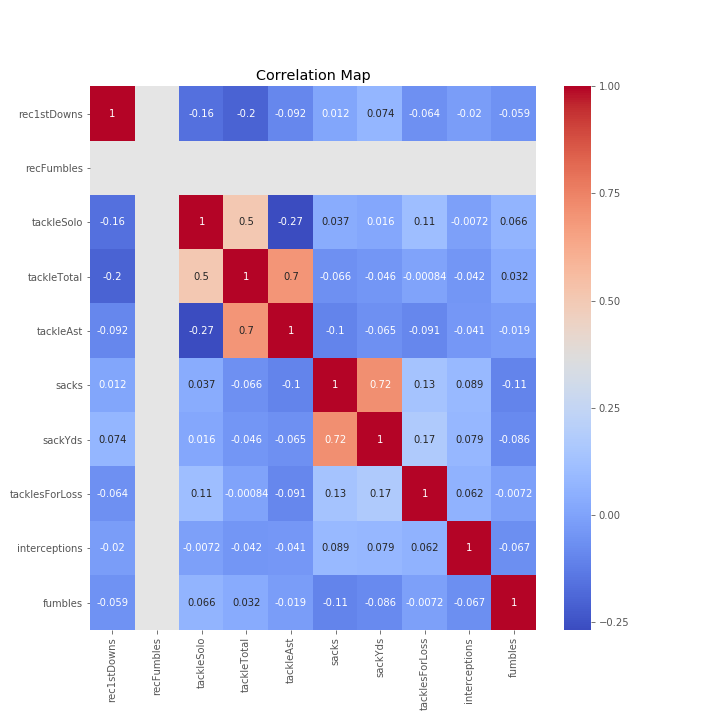 Correlation Map
rec1stDowns 1 -0.16 -0.2 -0.092 0.012 0.074 -0.064 -0.02 -0.059
recFumbles
tackleSolo -0.16 1 0.5 -0.27 0.037 0.016 0.11 -0.0072 0.066
tackleTotal -0.2 0.5 1 0.7 -0.066 -0.046 -0.00084 -0.042 0.032
tackleAst -0.092 -0.27 0.7 1 -0.1 -0.065 -0.091 -0.041 -0.019
sacks 0.012 0.037 -0.066 -0.1 1 0.72 0.13 0.089 -0.11
sackYds 0.074 0.016 -0.046 -0.065 0.72 1 0.17 0.079 -0.086
tacklesForLoss -0.064 0.11 -0.00084 -0.091 0.13 0.17 1 0.062 -0.0072
interceptions -0.02 -0.0072 -0.042 -0.041 0.089 0.079 0.062 1 -0.067
fumbles -0.059 0.066 0.032 -0.019 -0.11 -0.086 -0.0072 -0.067 1
rec1stDowns
recFumbles
tackleSolo
tackleTotal
tackleAst
sacks
sackYds
tacklesForLoss
interceptions
fumbles
1.00
0.75
0.50
0.25
0.00
−0.25